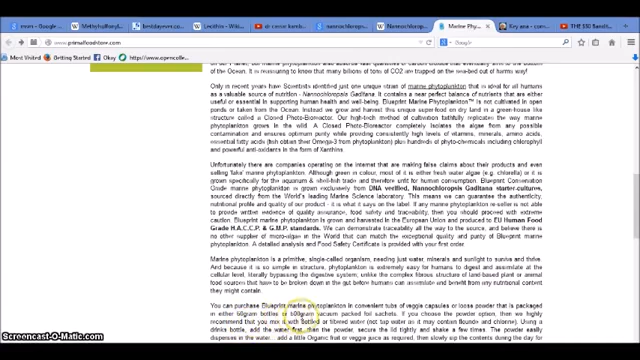 main - Google
Wikipedia
dr carson kumb
nannochlorops
Nannochlorops
Marine Phy
Key aoa - com
THE $50 Bandit
www.primalfoodstore.com
Google
Most Visited
Getting Started
of the Ocean. It is reassuring to know that many billions of tons of CO2 are trapped on the sea-bed out of harms way!
Only in recent years have Scientists identified just one unique strain of marine phytoplankton that is ideal for all humans
as a valuable source of nutrition - Nannochloropsis Gaditana. It contains a near perfect balance of nutrients that are either
useful or essential in supporting human health and well-being. Blueprint Marine Phytoplankton™ is not cultivated in open
ponds or taken from the Ocean. Instead we grow and harvest this unique super-food on dry land in a green-house like
structure called a Closed Photo-Bioreactor. Our high-tech method of cultivation faithfully replicates the way marine
phytoplankton grows in the wild. A Closed Photo-Bioreactor completely isolates the algae from any possible
contamination and ensures optimum purity while providing consistently high levels of vitamins, minerals, amino acids,
essential fatty acids (fish obtain their Omega-3 from phytoplankton) plus hundreds of phyto-chemicals including chlorophyll
and powerful anti-oxidants in the form of Xanthins.
Unfortunately there are companies operating on the internet that are making false claims about their products and even
selling 'fake' marine phytoplankton. Although green in colour, most of it is either fresh water algae (e.g. chlorella) or it is
grown specifically for the aquarium & shell-fish trade and therefore unfit for human consumption. Blueprint Conservation
Grade marine phytoplankton is grown exclusively from DNA verified, Nannochloropsis Gaditana starter-cultures,
sourced directly from the World's leading Marine Science laboratory. This means we can guarantee the authenticity,
nutritional profile and quality of our product - it is what it says on the label. If any marine phytoplankton re-seller is not able
to provide written evidence of quality assurance, food safety and traceability, then you should proceed with extreme
caution. Blueprint marine phytoplankton is grown and harvested in the European Union and produced to EU Human Food
Grade H.A.C.C.P. & G.M.P. standards. We can demonstrate traceability all the way to the source, and believe there is
no other supplier of micro-algae in the World that can match the exceptional quality and purity of Blueprint marine
phytoplankton. A detailed analysis and Food Safety Certificate is provided with your first order.
Marine phytoplankton is a primitive, single-celled organism, needing just water, minerals and sunlight to survive and thrive.
And because it is so simple in structure, phytoplankton is extremely easy for humans to digest and assimilate at the
cellular level, literally bypassing the digestive system, unlike the complex fibrous structure of land-based plant or animal
food sources that have to be broken down in the gut before humans can assimilate and benefit from any nutritional content
they might contain.
You can purchase Blueprint marine phytoplankton in convenient tubs of veggie capsules or loose powder that is packaged
in either bottles or 100gram vacuum packed foil sachets. If you choose the powder option, then we highly
recommend that you mix it with bottled or filtered water (not tap water as it may contain flouride and chlorine). Using a
drinks bottle, add the water first then the powder, secure the lid tightly and shake for a few times. The powder easily
disperses in the water....add a little Organic fruit or veggie juice as required, then slowly sip the contents during the day for
Screencast-O-Matic.com